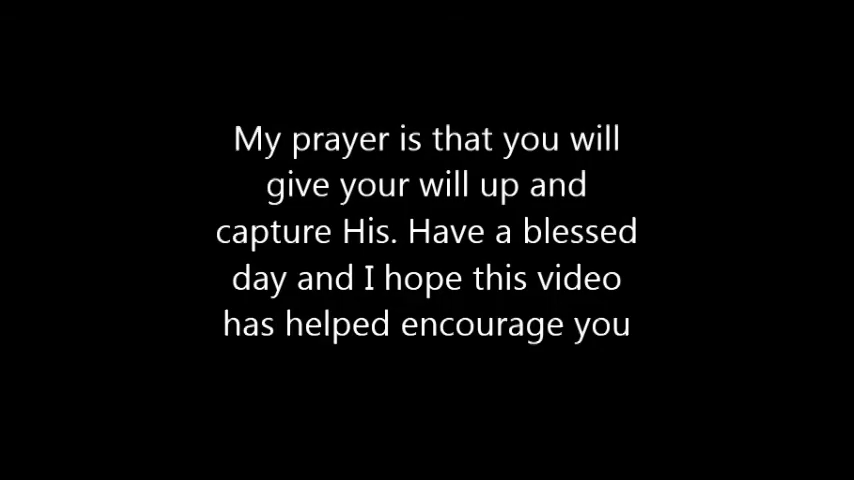 My prayer is that you will
give your will up and
capture His. Have a blessed
day and I hope this video
has helped encourage you